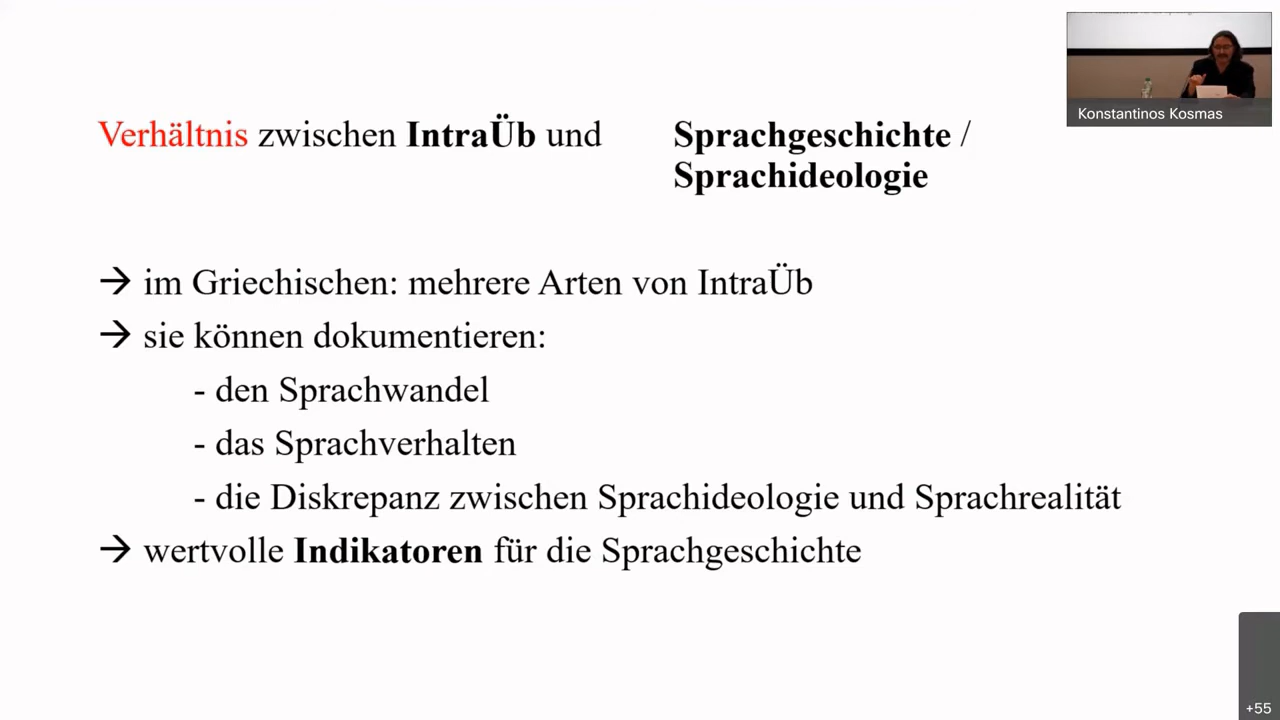 Verhältnis zwischen IntraÜb und Sprachgeschichte /
Sprachideologie
→ im Griechischen: mehrere Arten von IntraÜb
→ sie können dokumentieren:
- den Sprachwandel
- das Sprachverhalten
- die Diskrepanz zwischen Sprachideologie und Sprachrealität
→ wertvolle Indikatoren für die Sprachgeschichte
Konstantinos Kosmas
+55